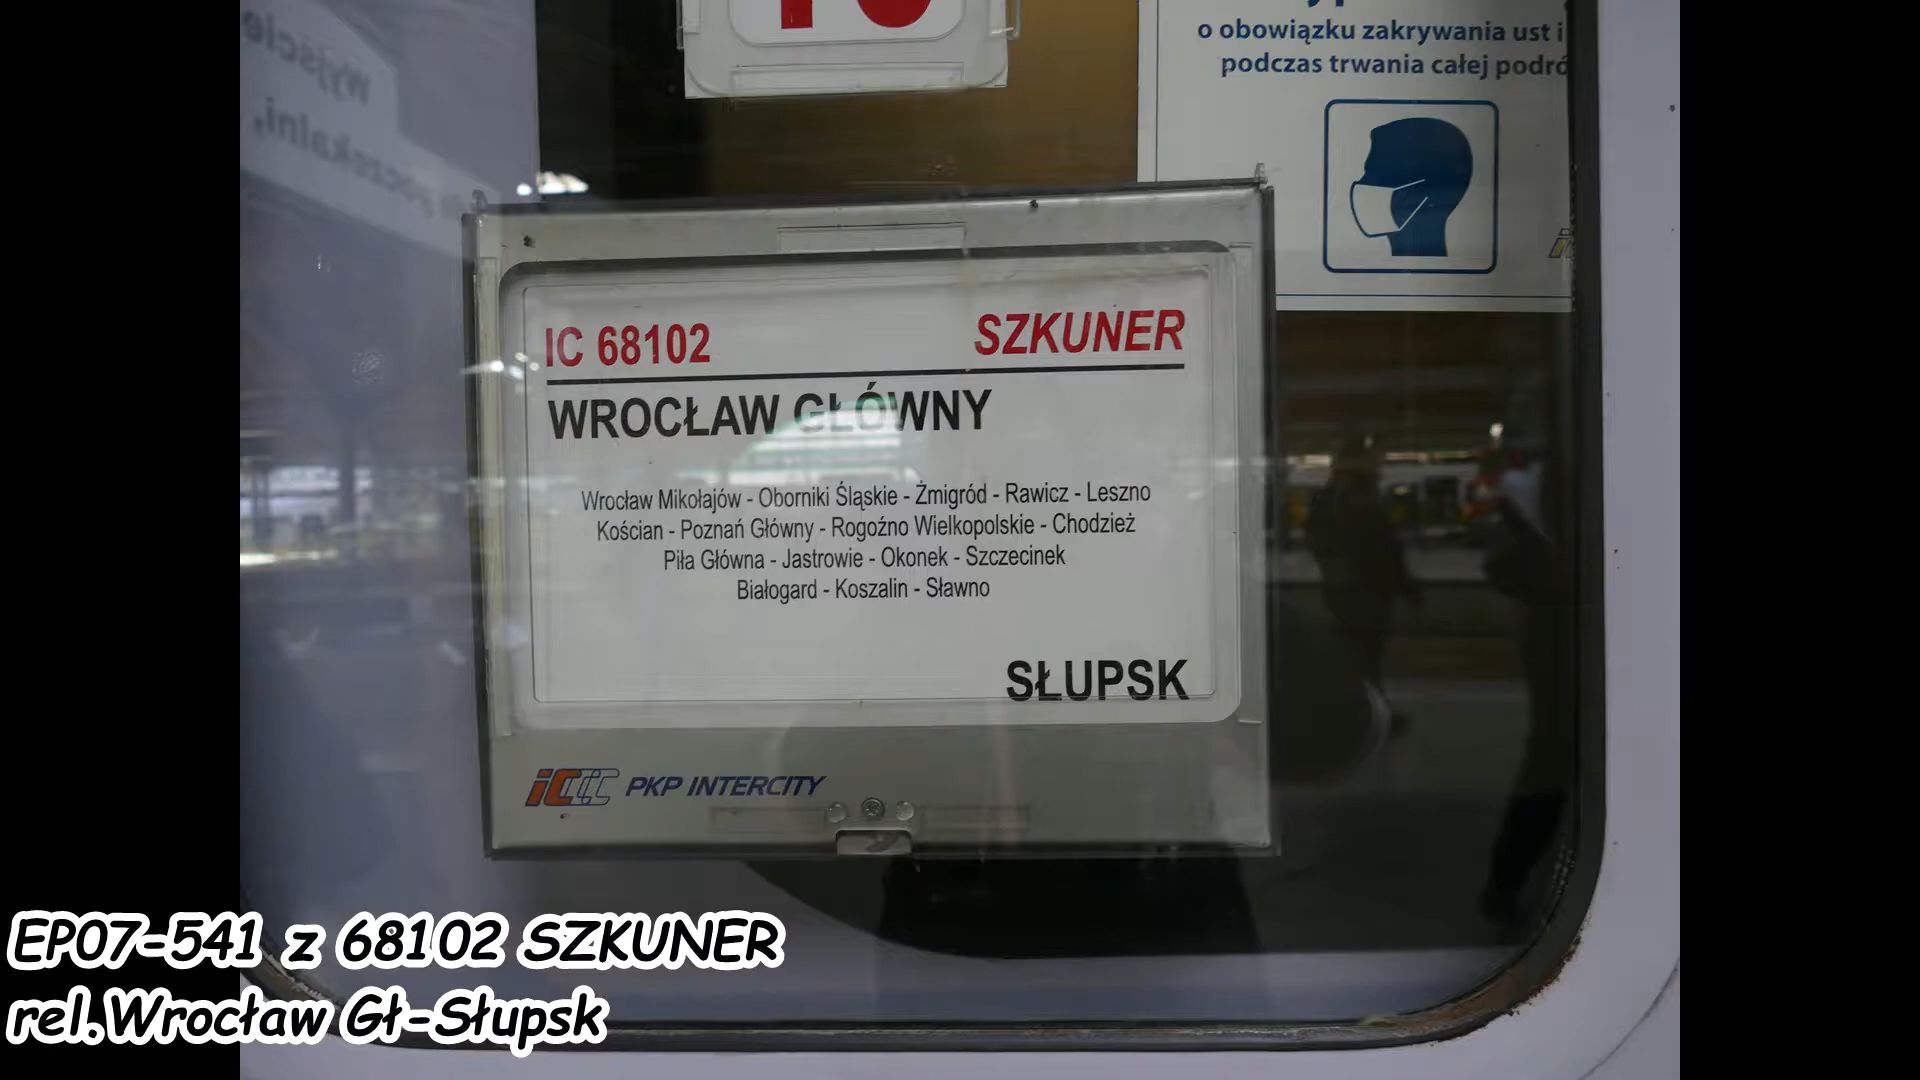 o obowiązku zakrywania ust i
podczas trwania całej
IC 68102 SZKUNER
WROCŁAW GŁÓWNY
Wrocław Mikołajów - Oborniki Śląskie - Żmigród - Rawicz - Leszno
Kościan - Poznań Główny - Rogoźno Wielkopolskie - Chodzież
Piła Główna - Jastrowie - Okonek - Szczecinek
Białogard - Koszalin - Sławno
SŁUPSK
PKP INTERCITY
EP07-541 z 68102 SZKUNER
rel.Wrocław Gł-Słupsk